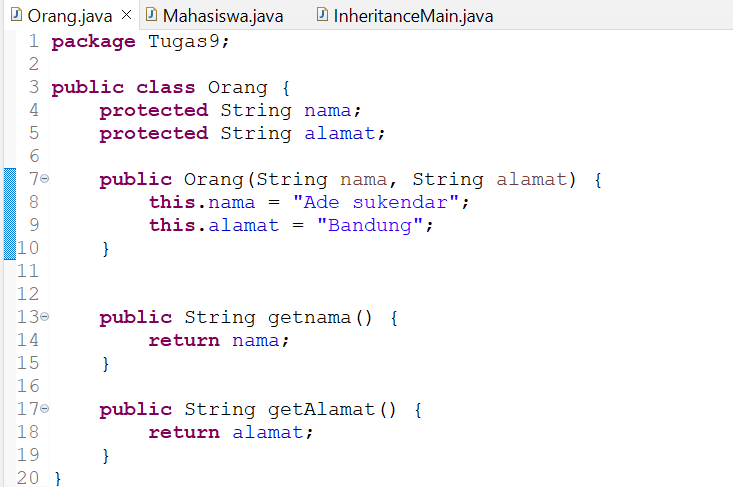 Orang.java × Mahasiswa.java InheritanceMain.java
1 package Tugas9;
2
3 public class Orang {
4     protected String nama;
5     protected String alamat;
6
7     public Orang(String nama, String alamat) {
8         this.nama = "Ade sukendar";
9         this.alamat = "Bandung";
10     }
11
12
13     public String getnama() {
14         return nama;
15     }
16
17     public String getAlamat() {
18         return alamat;
19     }
20 }